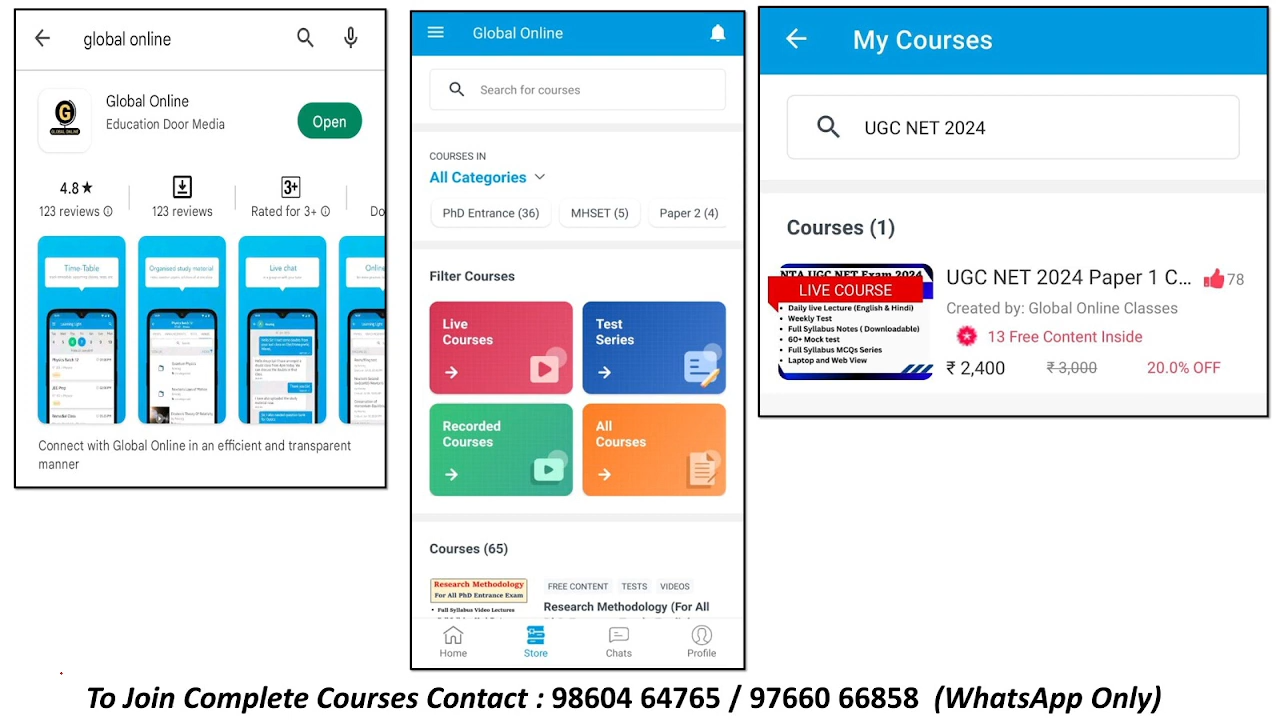 global online
G
GLOBAL ONLINE
Global Online
Education Door Media
Open
4.8★
123 reviews
123 reviews
3+
Rated for 3+
Do
Time-Table
Organised study material
Live chat
Onlin
Connect with Global Online in an efficient and transparent
manner
Global Online
Search for courses
COURSES IN
All Categories
PhD Entrance (36)
MHSET (5)
Paper 2 (4)
Filter Courses
Live
Courses
Test
Series
Recorded
Courses
All
Courses
Courses (65)
Research Methodology
For All PhD Entrance Exam
• Full Syllabus Video Lectures
FREE CONTENT TESTS VIDEOS
Research Methodology (For All
Home
Store
Chats
Profile
My Courses
UGC NET 2024
Courses (1)
NTA UGC NET Exam 2024
LIVE COURSE
• Daily live Lecture (English & Hindi)
• Weekly Test
• Full Syllabus Notes ( Downloadable)
• 60+ Mock test
• Full Syllabus MCQs Series
• Laptop and Web View
UGC NET 2024 Paper 1 C...
78
Created by: Global Online Classes
13 Free Content Inside
₹ 2,400
₹ 3,000
20.0% OFF
To Join Complete Courses Contact : 98604 64765 / 97660 66858 (WhatsApp Only)